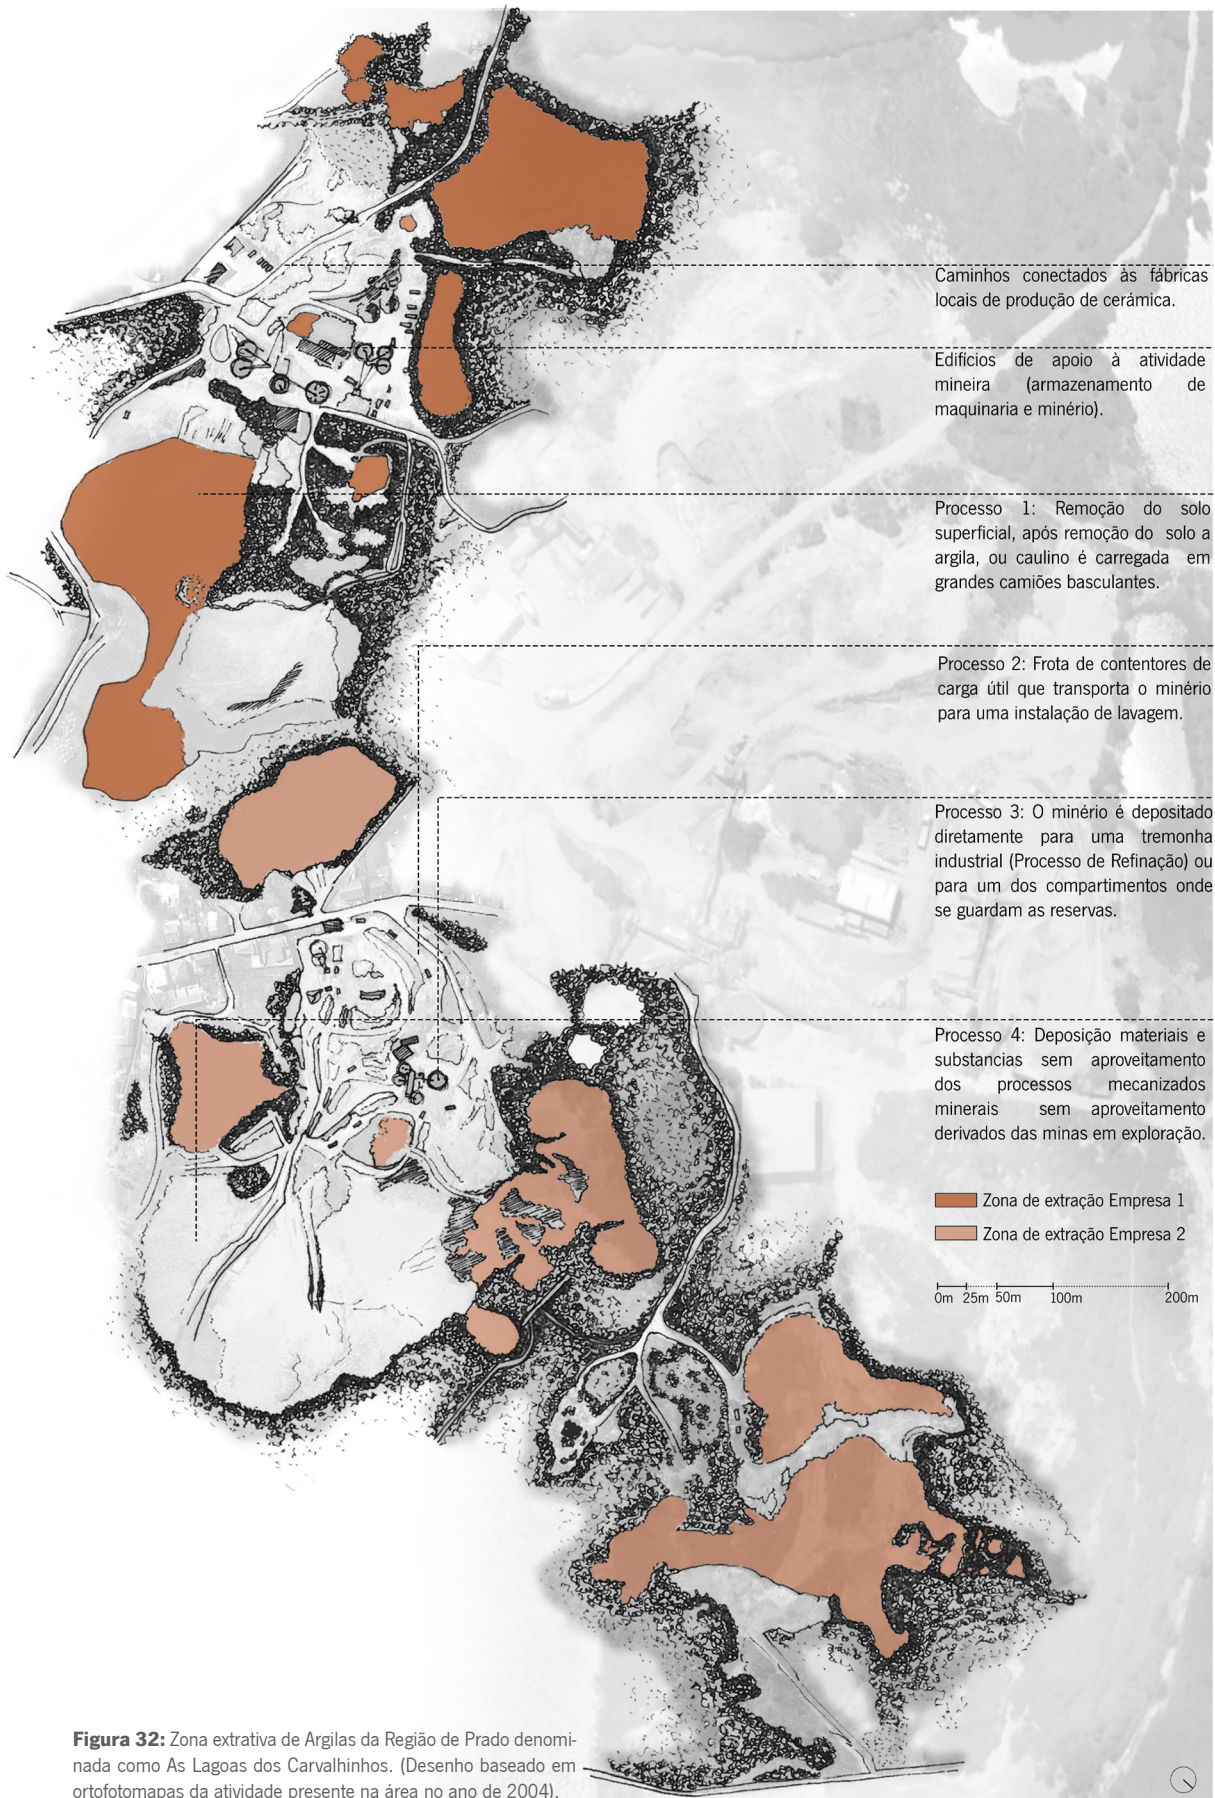 Caminhos conectados às fábricas
locais de produção de cerámica.
Edifícios de apoio à atividade
mineira (armazenamento de
maquinaria e minério).
Processo 1: Remoção do solo
superficial, após remoção do solo a
argila, ou caulino é carregada em
grandes camiões basculantes.
Processo 2: Frota de contentores de
carga útil que transporta o minério
para uma instalação de lavagem.
Processo 3: O minério é depositado
diretamente para uma tremonha
industrial (Processo de Refinação) ou
para um dos compartimentos onde
se guardam as reservas.
Processo 4: Deposição materiais e
substancias sem aproveitamento
dos processos mecanizados
minerais sem aproveitamento
derivados das minas em exploração.
Zona de extração Empresa 1
Zona de extração Empresa 2
0m 25m 50m 100m 200m
Figura 32: Zona extrativa de Argilas da Região de Prado denomi-
nada como As Lagoas dos Carvalhinhos. (Desenho baseado em
ortofotomapas da atividade presente na área no ano de 2004).